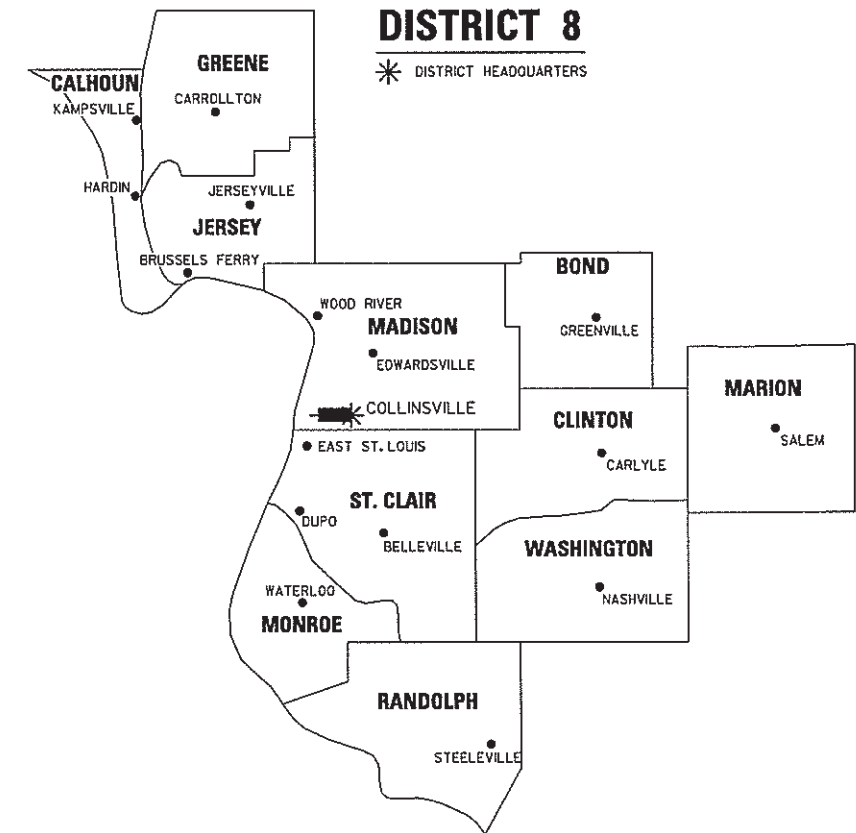 DISTRICT 8
DISTRICT HEADQUARTERS
GREENE
CALHOUN
CARROLLTON
KAMPSVILLE
HARDIN
JERSEYVILLE
JERSEY
BRUSSELS FERRY
BOND
WOOD RIVER
MADISON
GREENVILLE
EDWARDSVILLE
MARION
COLLINSVILLE
CLINTON
SALEM
EAST ST. LOUIS
CARLYLE
ST. CLAIR
DUPO
BELLEVILLE
WASHINGTON
WATERLOO
NASHVILLE
MONROE
RANDOLPH
STEELEVILLE